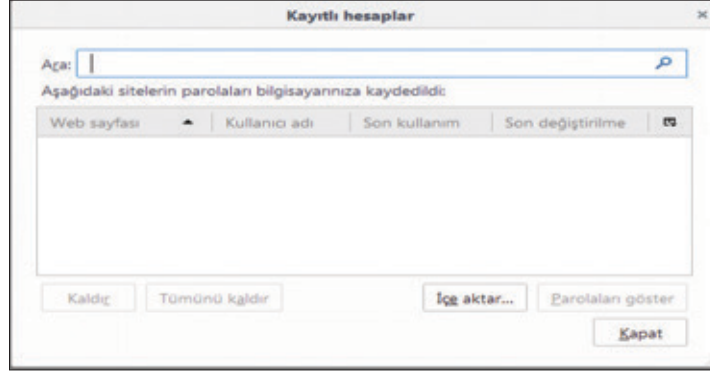 Kayıtlı hesaplar
Ara:
Aşağıdaki sitelerin parolaları bilgisayarınıza kaydedildi:
Web sayfası Kullanıcı adı Son kullanım Son değiştirilme
Kaldır Tümünü kaldır İçe aktar... Parolaları göster
Kapat